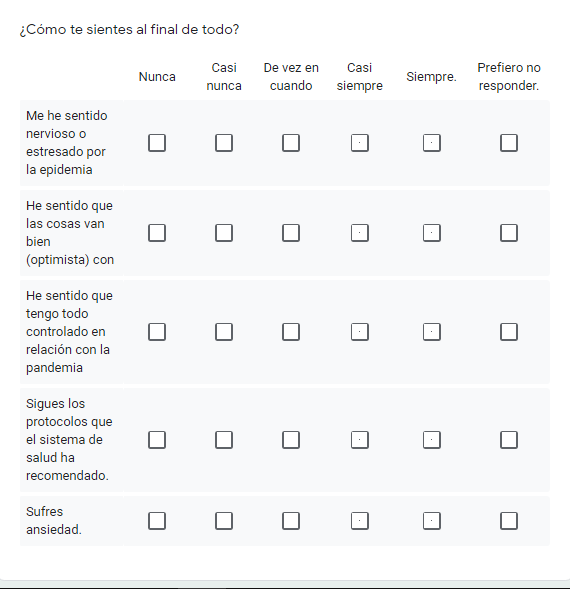 ¿Cómo te sientes al final de todo?
Nunca
Casi
nunca
De vez en
cuando
Casi
siempre
Siempre.
Prefiero no
responder.
Me he sentido
nervioso o
estresado por
la epidemia
He sentido que
las cosas van
bien
(optimista) con
He sentido que
tengo todo
controlado en
relación con la
pandemia
Sigues los
protocolos que
el sistema de
salud ha
recomendado.
Sufres
ansiedad.